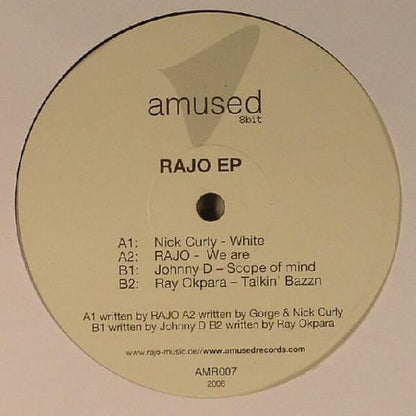 amused
8bit
RAJO EP
A1: Nick Curly - White
A2: RAJO - We are
B1: Johnny D – Scope of mind
B2: Ray Okpara – Talkin' Bazzn
A1 written by RAJO A2 written by Gorge & Nick Curly
B1 written by Johnny D B2 written by Ray Okpara
www.rajo-music.de//www.amusedrecords.com
AMR007
2006